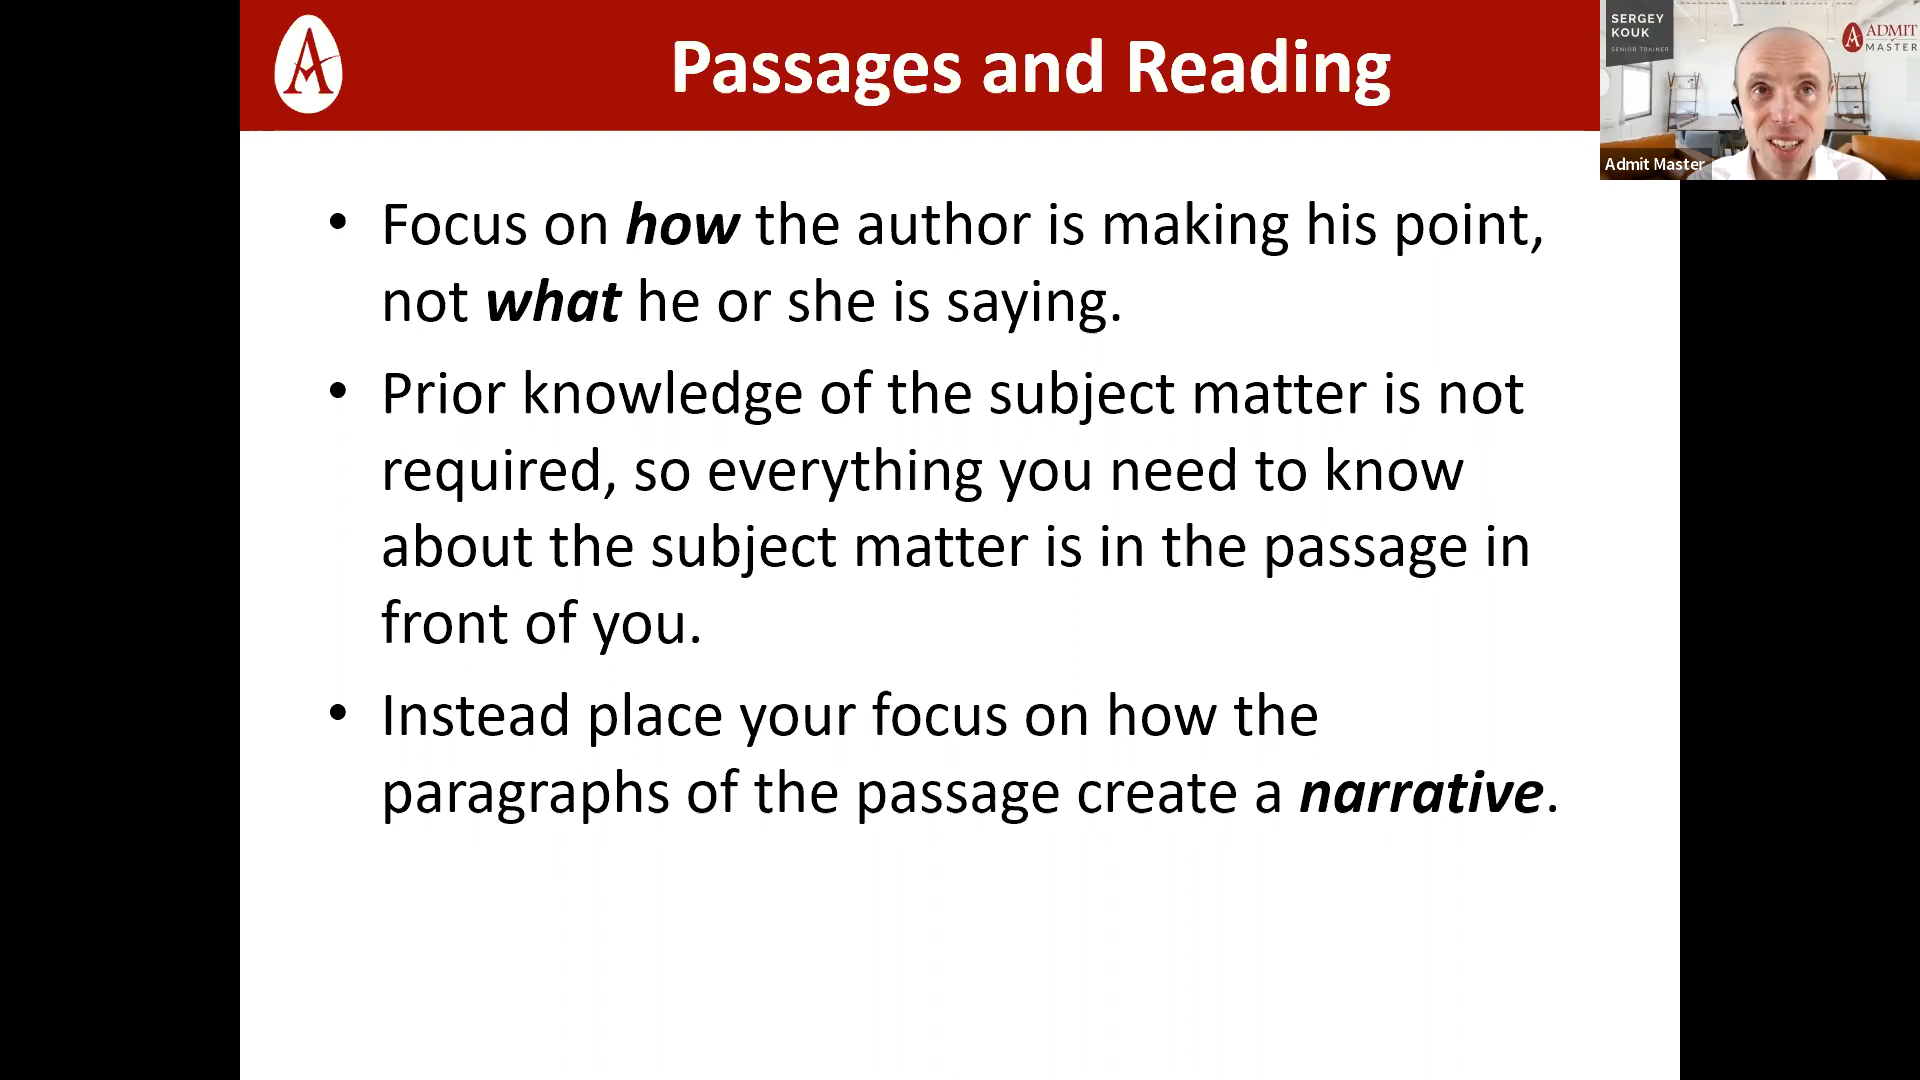 Passages and Reading
SERGEY
KOUK
SENIOR TRAINER
ADMIT
MASTER
Admit Master
• Focus on how the author is making his point,
not what he or she is saying.
• Prior knowledge of the subject matter is not
required, so everything you need to know
about the subject matter is in the passage in
front of you.
• Instead place your focus on how the
paragraphs of the passage create a narrative.